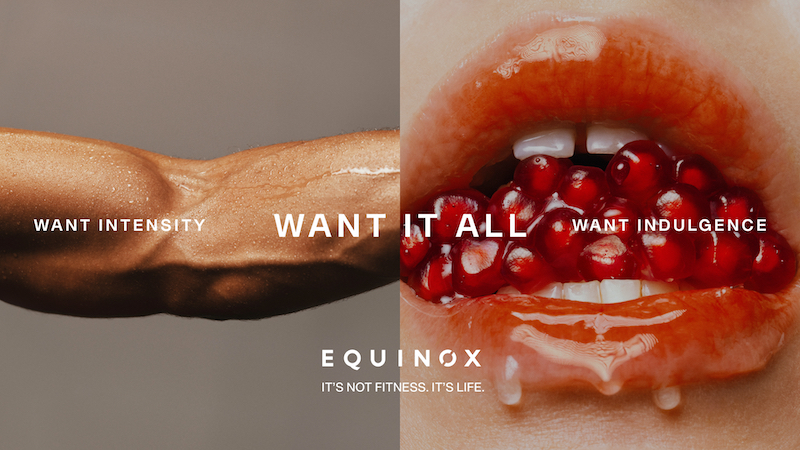 WANT INTENSITY
WANT IT ALL
WANT INDULGENCE
EQUINOX
IT'S NOT FITNESS. IT'S LIFE.